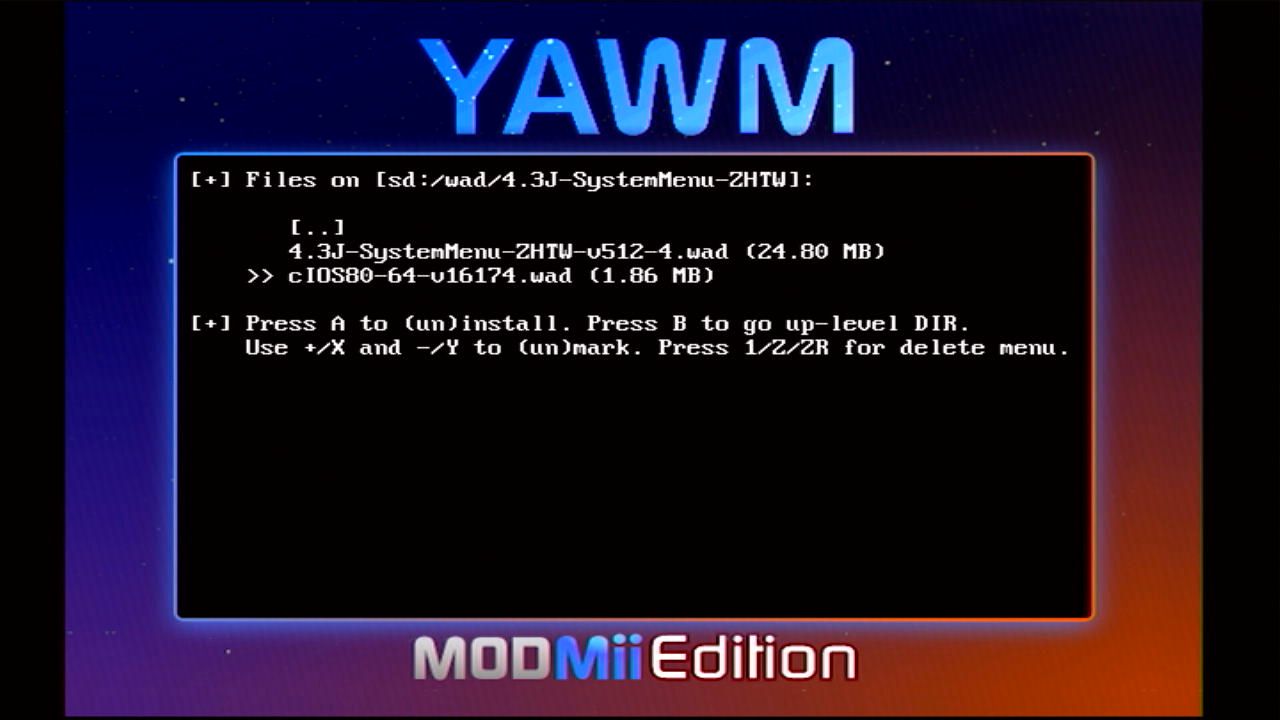 YAWM
[+] Files on [sd:/wad/4.3J-SystemMenu-ZHTW]:
[..]
4.3J-SystemMenu-ZHTW-v512-4.wad (24.80 MB)
>> cIOS80-64-v16174.wad (1.86 MB)
[+] Press A to (un)install. Press B to go up-level DIR.
Use +/X and -/Y to (un)mark. Press 1/Z/ZR for delete menu.
MODMii Edition